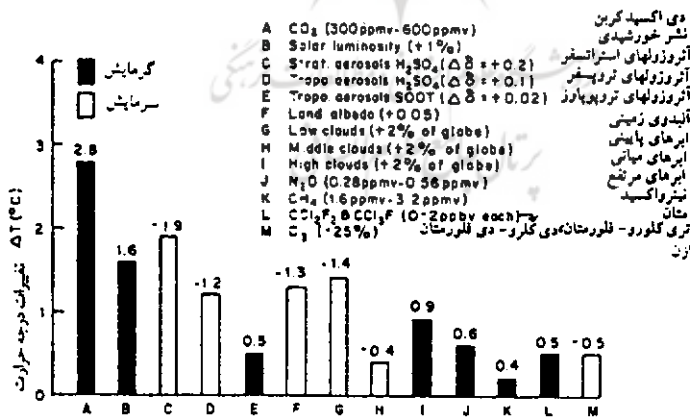 A CO₂ (300ppmv-600ppmv) دی اکسید کربن
B Solar luminosity (+1%) نشر خورشیدی
C Strat. aerosols H₂SO₄ (Δδ = +0.2) آئروزولهای استراتسفر
D Tropo. aerosols H₂SO₄ (Δδ = +0.1) آئروزولهای تروپسفر
E Tropo. aerosols SOOT (Δδ = +0.02) آئروزولهای تروپوپاوز
F Land albedo (+0.05) آلبدوی زمینی
G Low clouds (+2% of globe) ابرهای پایینی
H Middle clouds (+2% of globe) ابرهای میانی
I High clouds (+2% of globe) ابرهای مرتفع
J N₂O (0.28ppmv-0.56ppmv) نیترواکسید
K CH₄ (1.6ppmv-3.2ppmv) متان
L CCl₂F₂ & CCl₃F (0-2ppbv each)
M O₃ (-25%) تری کلورو - فلورمتان، دی کلرو - دی فلورمتان
ازن
گرمایش
سرمایش
تغییرات درجه حرارت ΔT (°C)
4
3
2
1
0
2.8
1.6
-1.9
-1.2
0.5
-1.3
-1.4
-0.4
0.9
0.6
0.4
0.5
-0.5
A B C D E F G H I J K L M